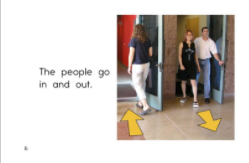 The people go
in and out.